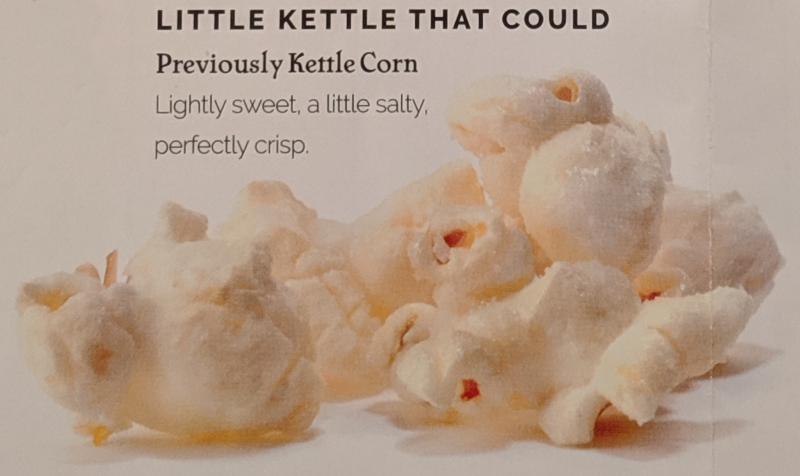 LITTLE KETTLE THAT COULD
Previously Kettle Corn
Lightly sweet, a little salty,
perfectly crisp.